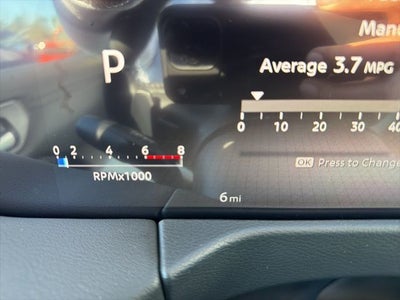 Manu
P
Average 3.7 MPG
0 10 20 30 40
OK Press to Change
0 2 4 6 8
RPMx1000
6 mi